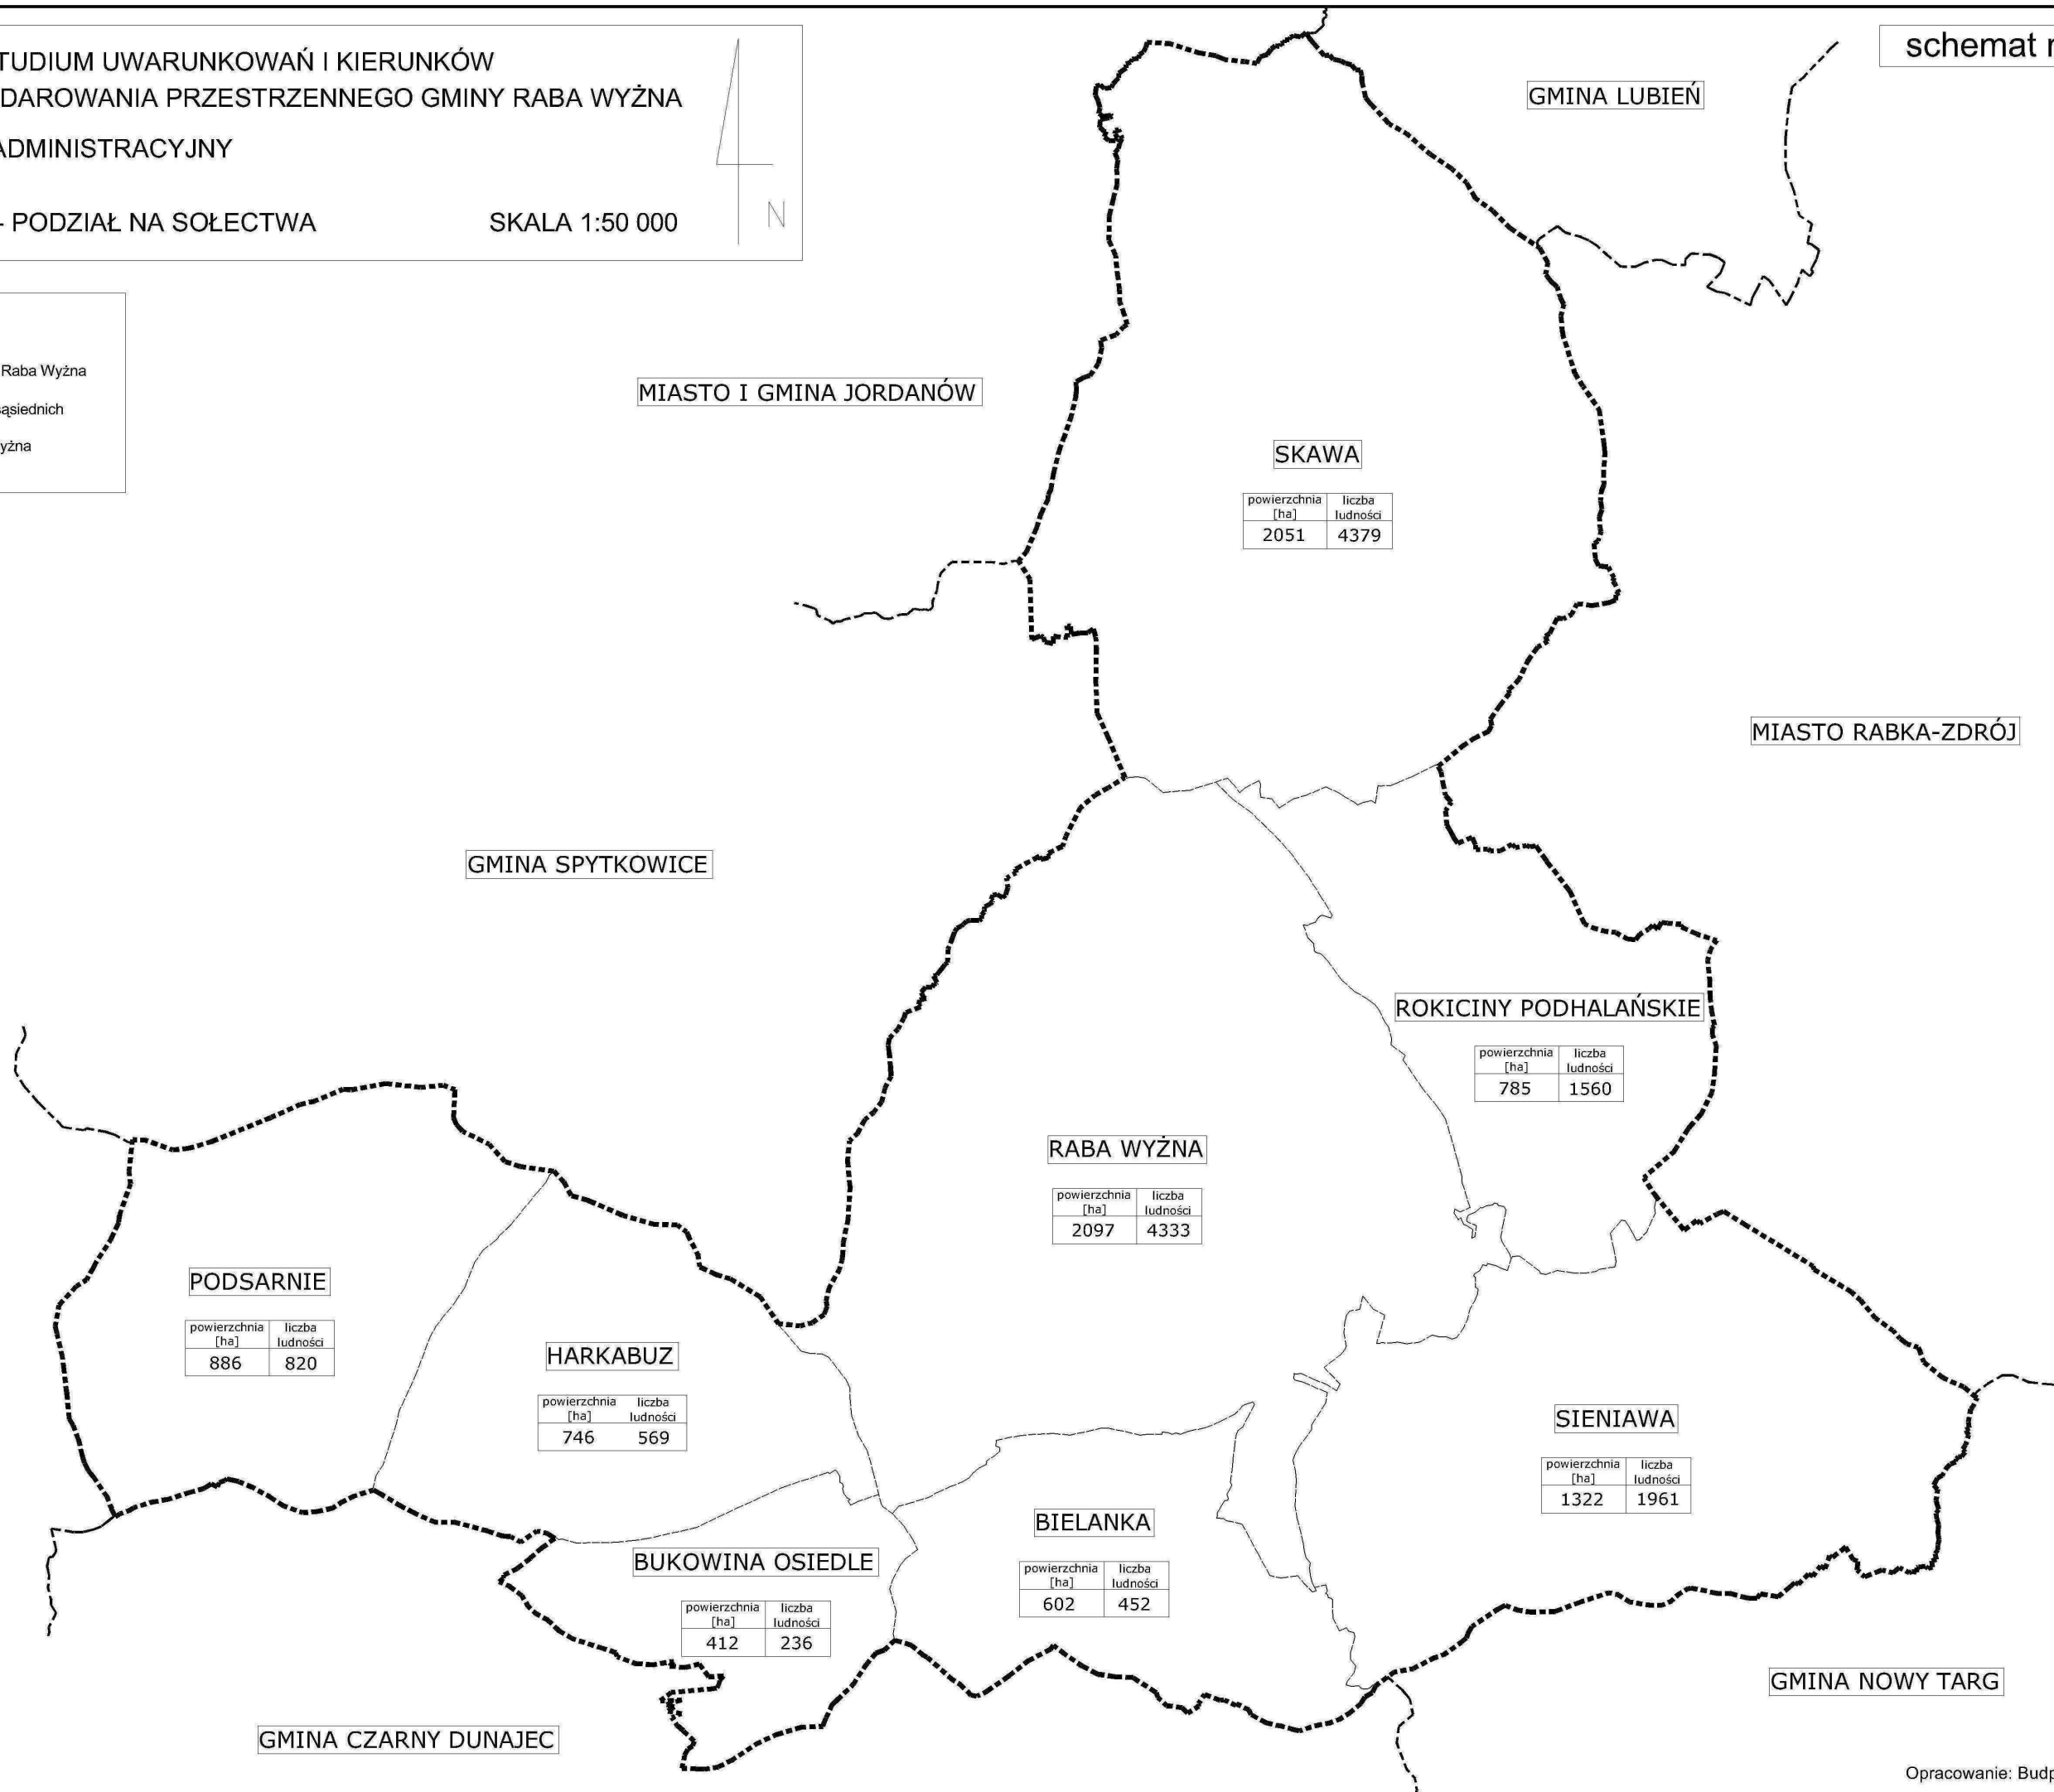 TUDIUM UWARUNKOWAŃ I KIERUNKÓW
DAROWANIA PRZESTRZENNEGO GMINY RABA WYŻNA
ADMINISTRACYJNY
- PODZIAŁ NA SOŁECTWA SKALA 1:50 000
N
schemat
GMINA LUBIEŃ
Raba Wyżna
sąsiednich
yżna
MIASTO I GMINA JORDANÓW
SKAWA
powierzchnia liczba
[ha] ludności
2051 4379
MIASTO RABKA-ZDRÓJ
GMINA SPYTKOWICE
ROKICINY PODHALAŃSKIE
powierzchnia liczba
[ha] ludności
785 1560
RABA WYŻNA
powierzchnia liczba
[ha] ludności
2097 4333
PODSARNIE
powierzchnia liczba
[ha] ludności
886 820
HARKABUZ
powierzchnia liczba
[ha] ludności
746 569
SIENIAWA
powierzchnia liczba
[ha] ludności
1322 1961
BIELANKA
powierzchnia liczba
[ha] ludności
602 452
BUKOWINA OSIEDLE
powierzchnia liczba
[ha] ludności
412 236
GMINA NOWY TARG
GMINA CZARNY DUNAJEC
Opracowanie: Budp